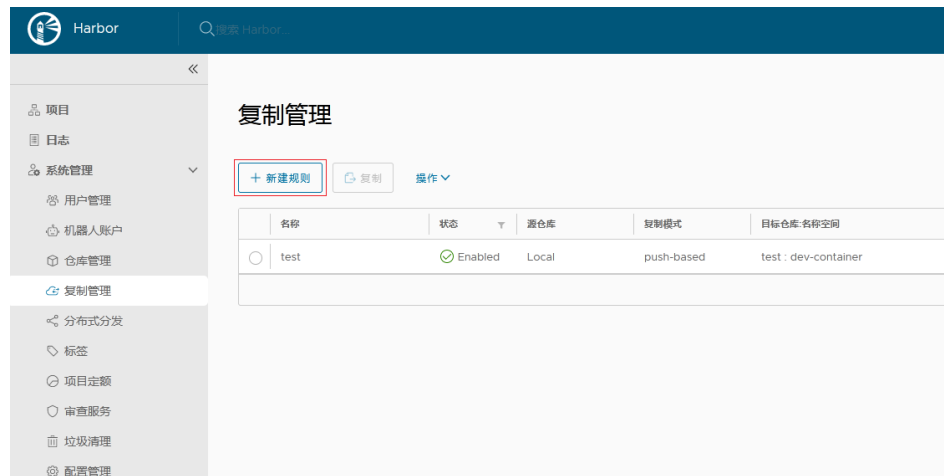 Harbor
搜索 Harbor...
项目
日志
系统管理
用户管理
机器人账户
仓库管理
复制管理
分布式分发
标签
项目定额
审查服务
垃圾清理
配置管理
复制管理
+ 新建规则 复制 操作
名称 状态 源仓库 复制模式 目标仓库:名称空间
test Enabled Local push-based test : dev-container